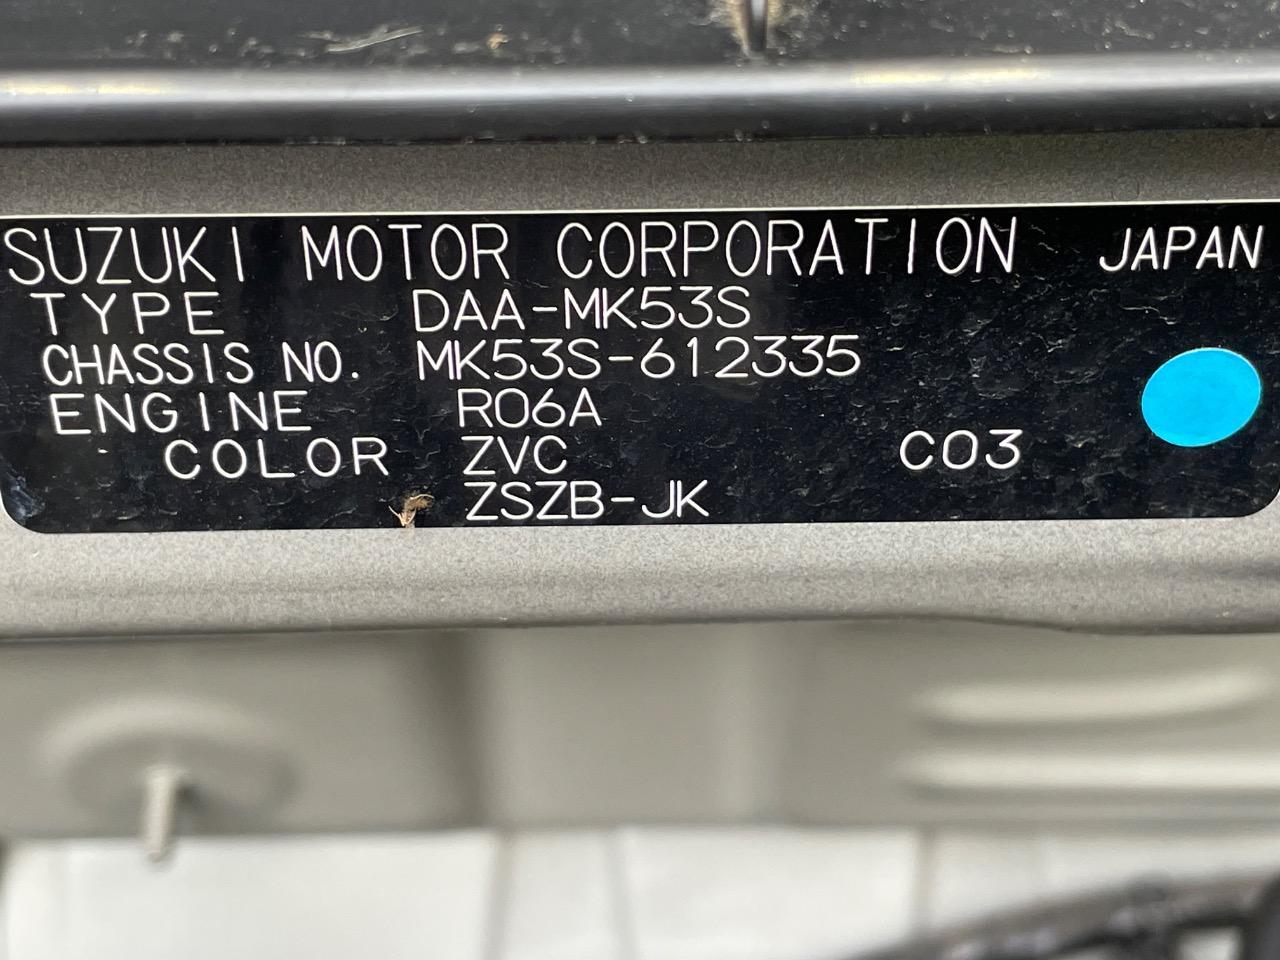 SUZUKI MOTOR CORPORATION JAPAN
TYPE DAA-MK53S
CHASSIS NO. MK53S-612335
ENGINE R06A
COLOR ZVC C03
ZSZB-JK